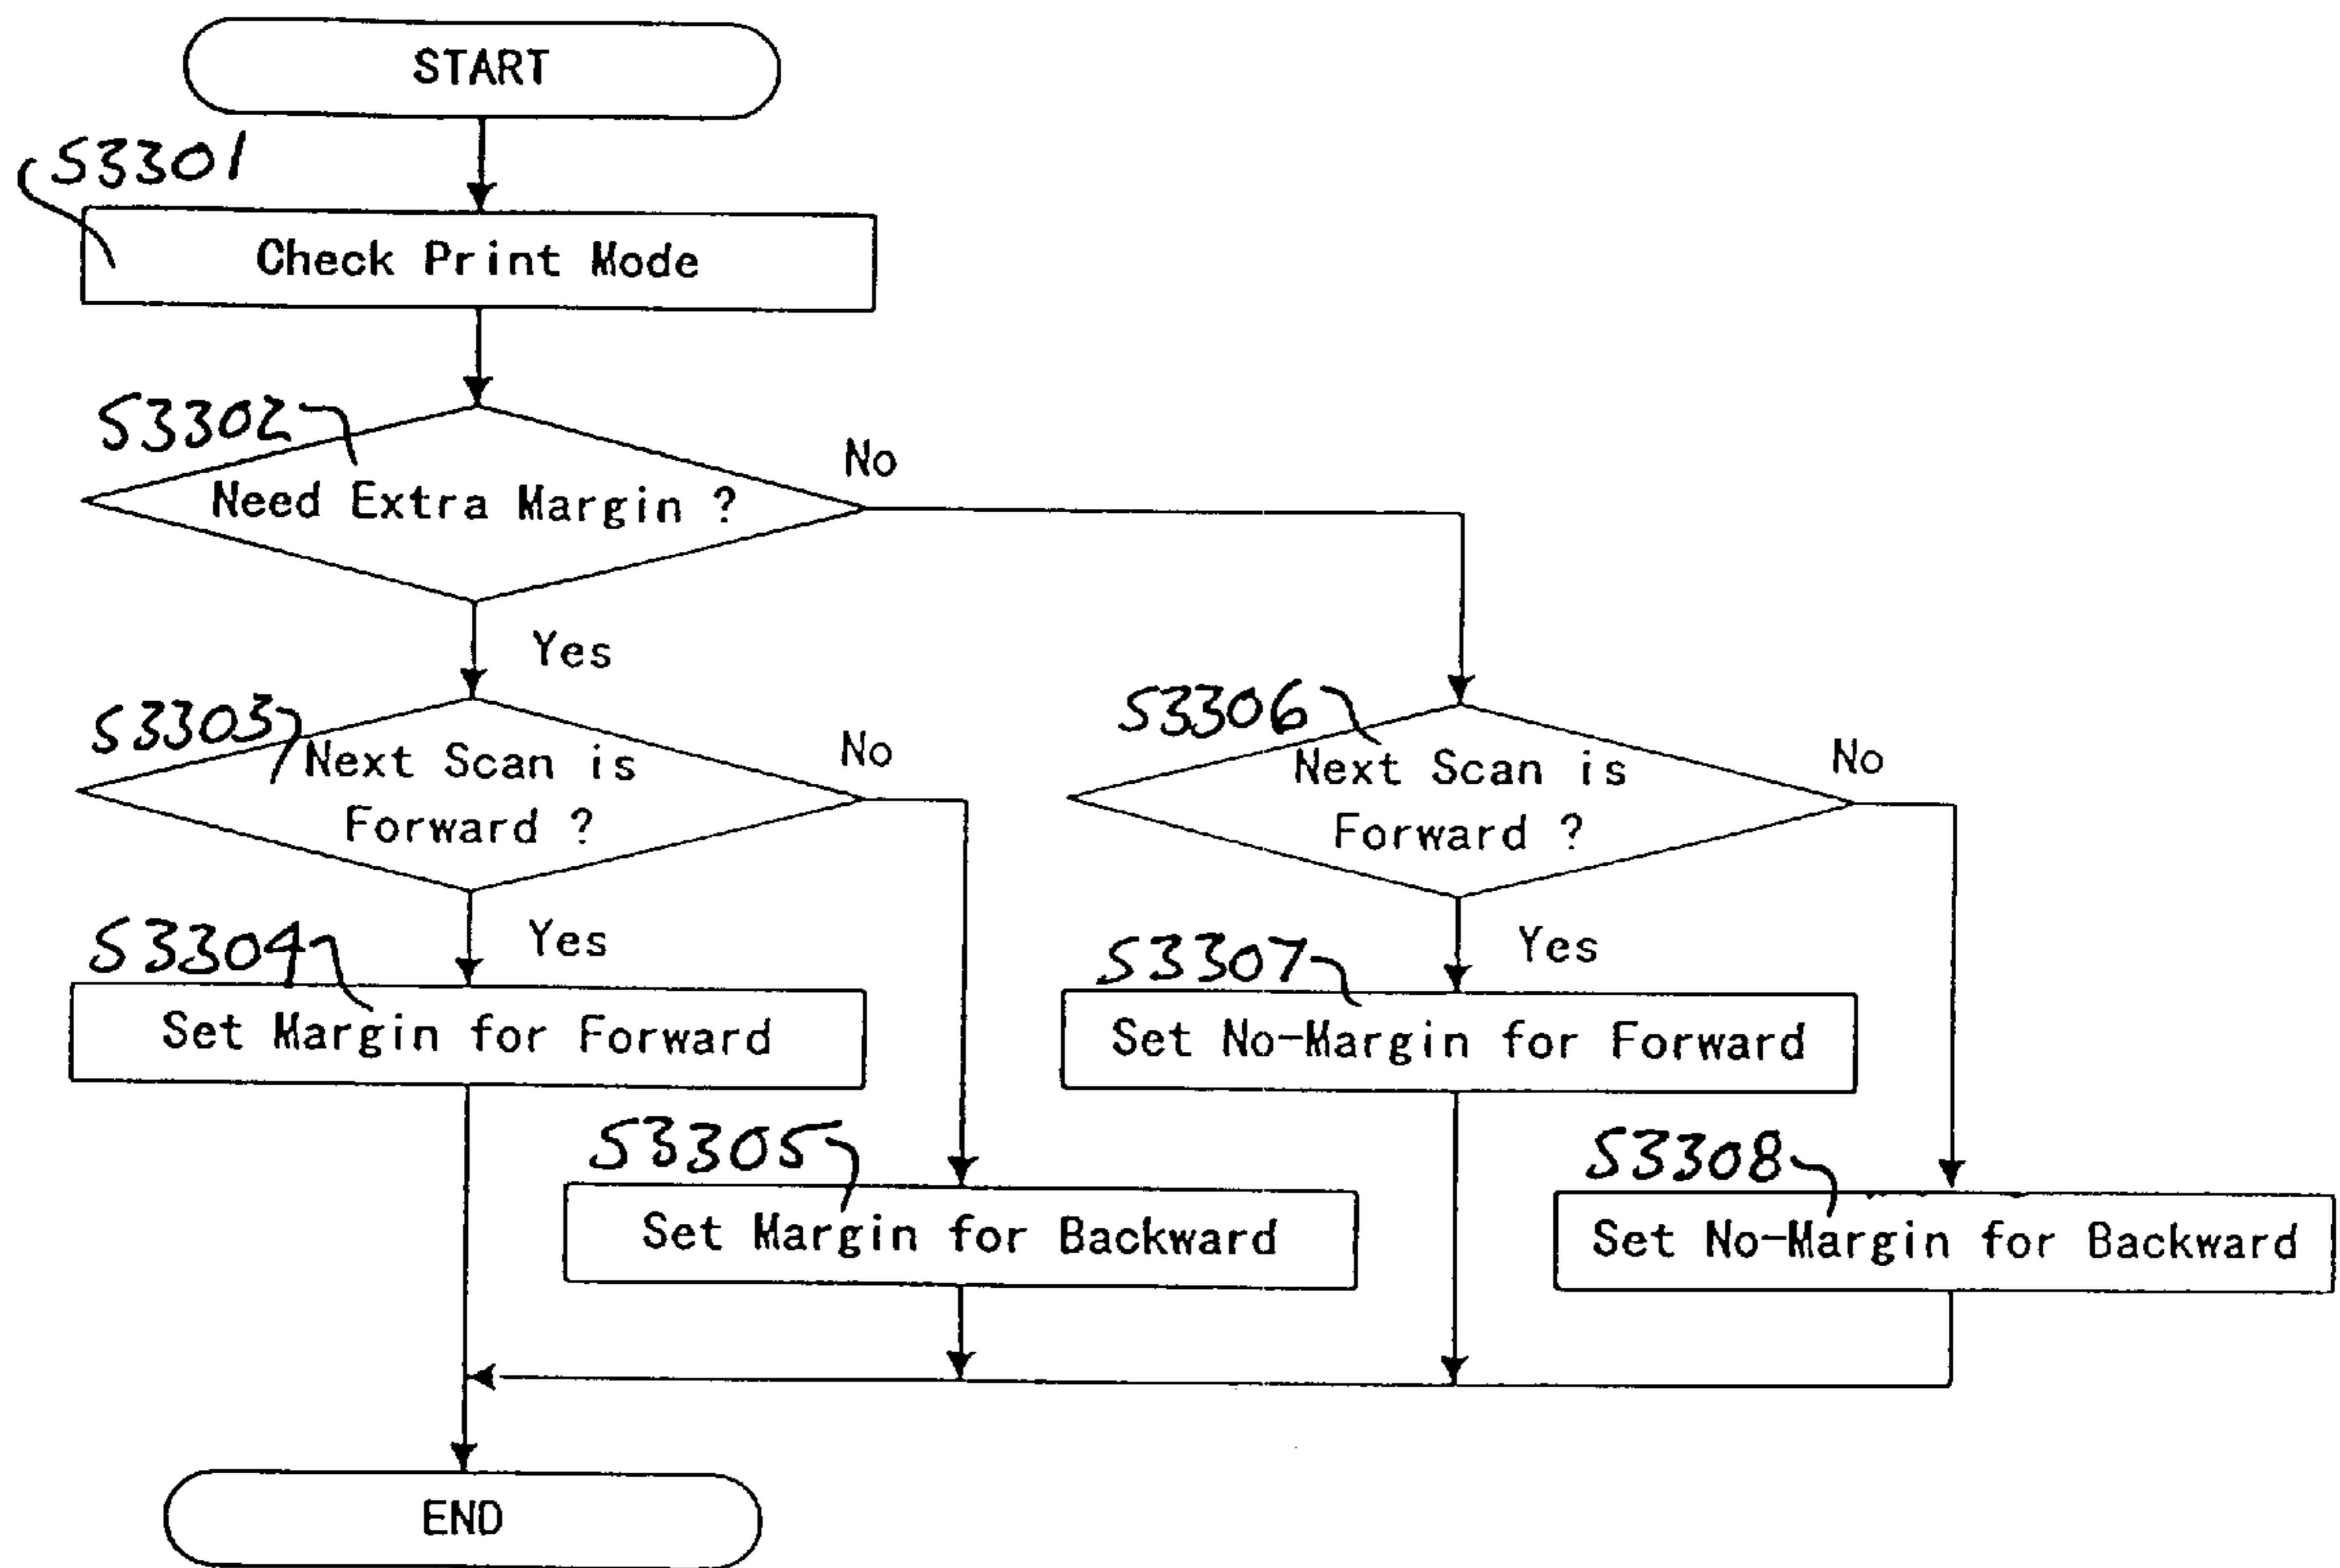 START
S3301
Check Print Mode
S3302
Need Extra Margin ?
No
Yes
S3303
Next Scan is
Forward ?
No
Yes
S3306
Next Scan is
Forward ?
No
Yes
S3304
Set Margin for Forward
S3307
Set No-Margin for Forward
S3305
Set Margin for Backward
S3308
Set No-Margin for Backward
END